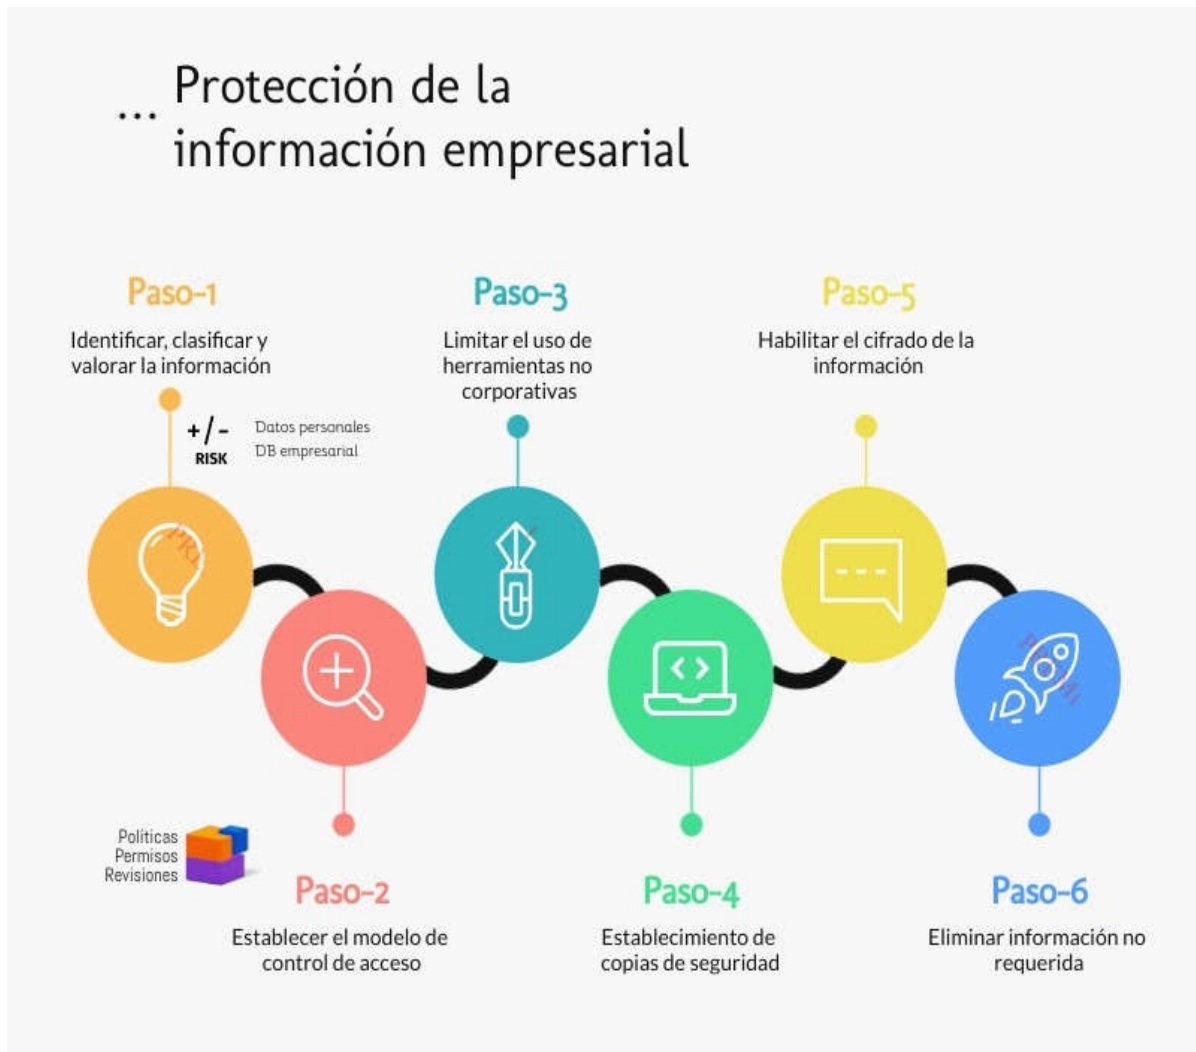 ... Protección de la
información empresarial
Paso-1
Identificar, clasificar y
valorar la información
+/-
RISK
Datos personales
DB empresarial
Paso-3
Limitar el uso de
herramientas no
corporativas
Paso-5
Habilitar el cifrado de la
información
Políticas
Permisos
Revisiones
Paso-2
Establecer el modelo de
control de acceso
Paso-4
Establecimiento de
copias de seguridad
Paso-6
Eliminar información no
requerida